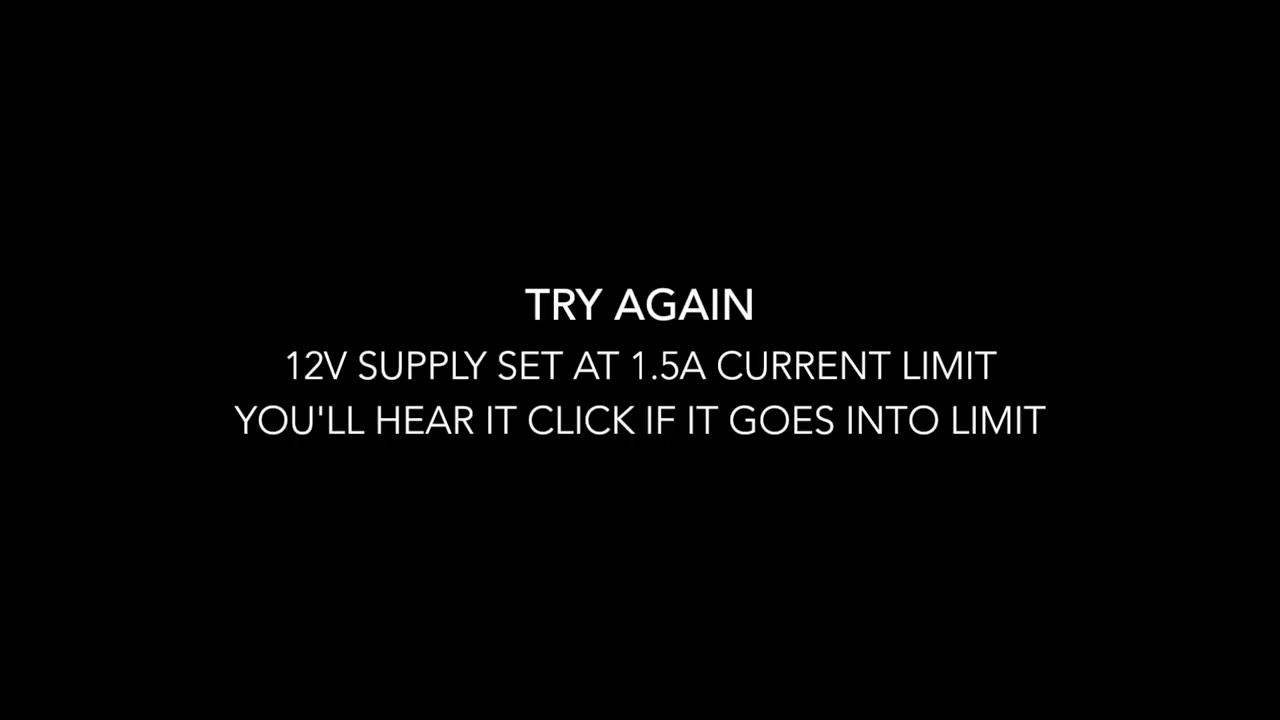 TRY AGAIN
12V SUPPLY SET AT 1.5A CURRENT LIMIT
YOU'LL HEAR IT CLICK IF IT GOES INTO LIMIT